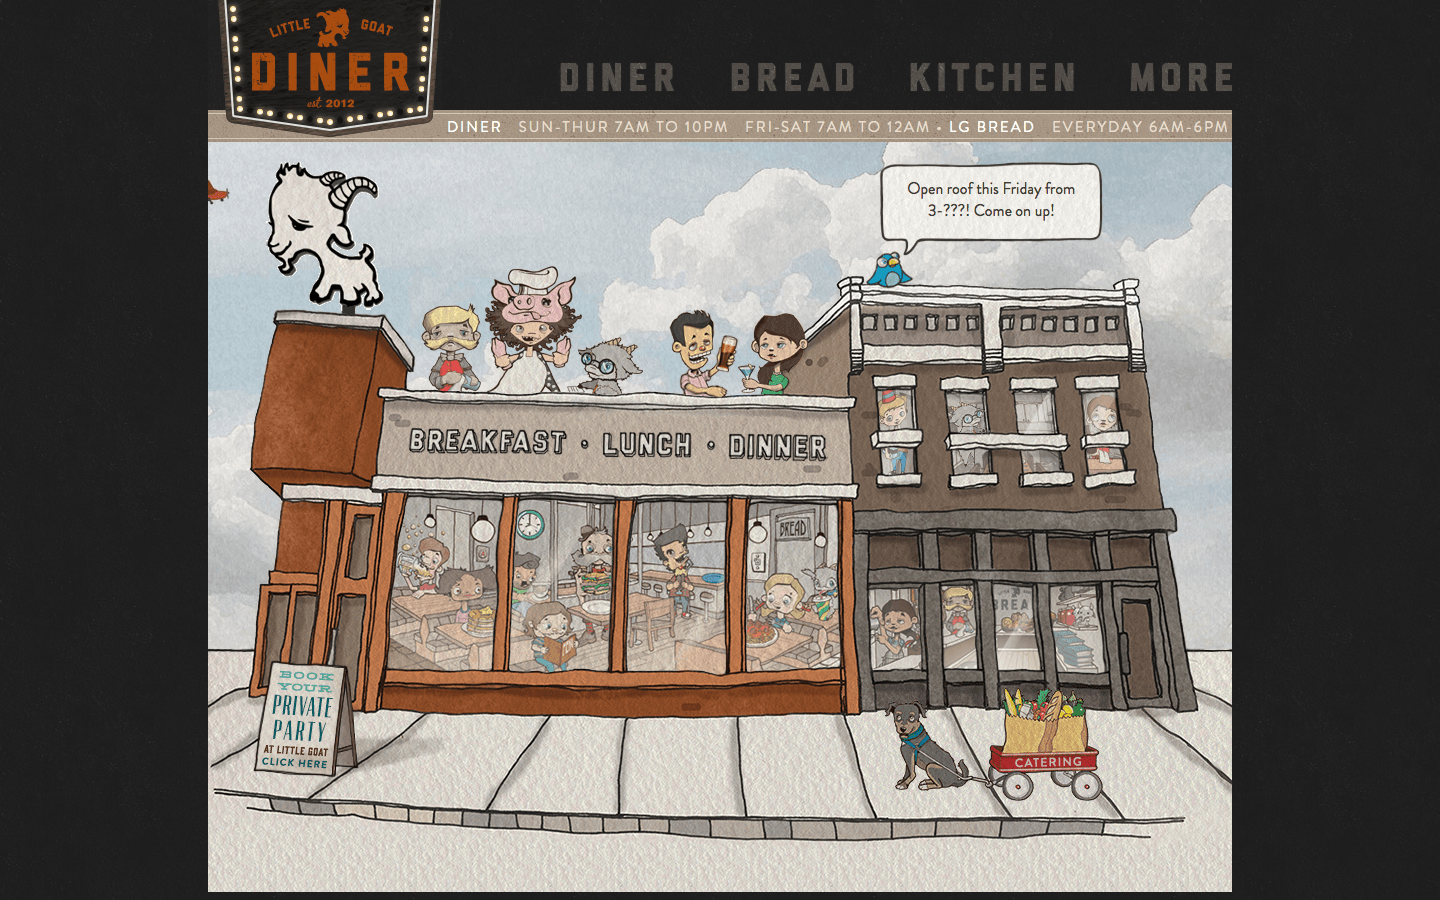 LITTLE GOAT
DINER
est 2012
DINER BREAD KITCHEN MORE
DINER SUN-THUR 7AM TO 10PM FRI-SAT 7AM TO 12AM • LG BREAD EVERYDAY 6AM-6PM
Open roof this Friday from
3-???! Come on up!
BREAKFAST • LUNCH • DINNER
BREAD
BOOK
YOUR
PRIVATE
PARTY
AT LITTLE GOAT
CLICK HERE
CATERING